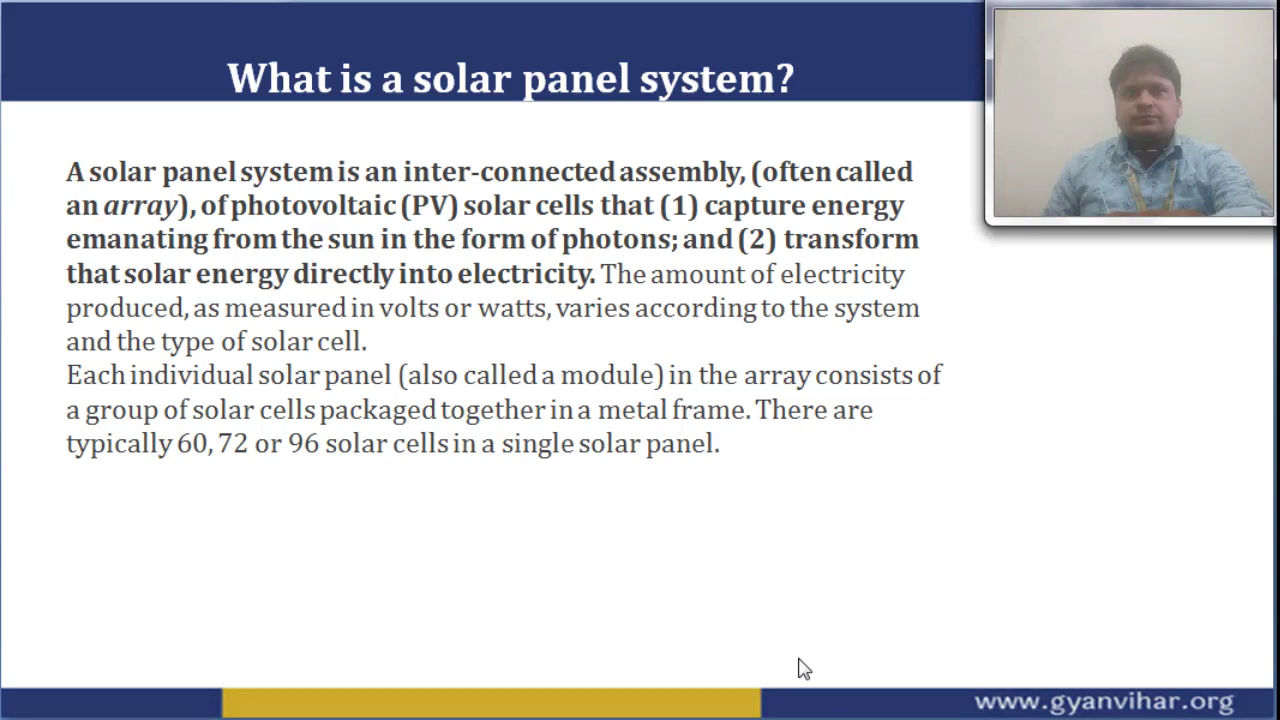 What is a solar panel system?
A solar panel system is an inter-connected assembly, (often called
an array), of photovoltaic (PV) solar cells that (1) capture energy
emanating from the sun in the form of photons; and (2) transform
that solar energy directly into electricity. The amount of electricity
produced, as measured in volts or watts, varies according to the system
and the type of solar cell.
Each individual solar panel (also called a module) in the array consists of
a group of solar cells packaged together in a metal frame. There are
typically 60, 72 or 96 solar cells in a single solar panel.
www.gyanvihar.org